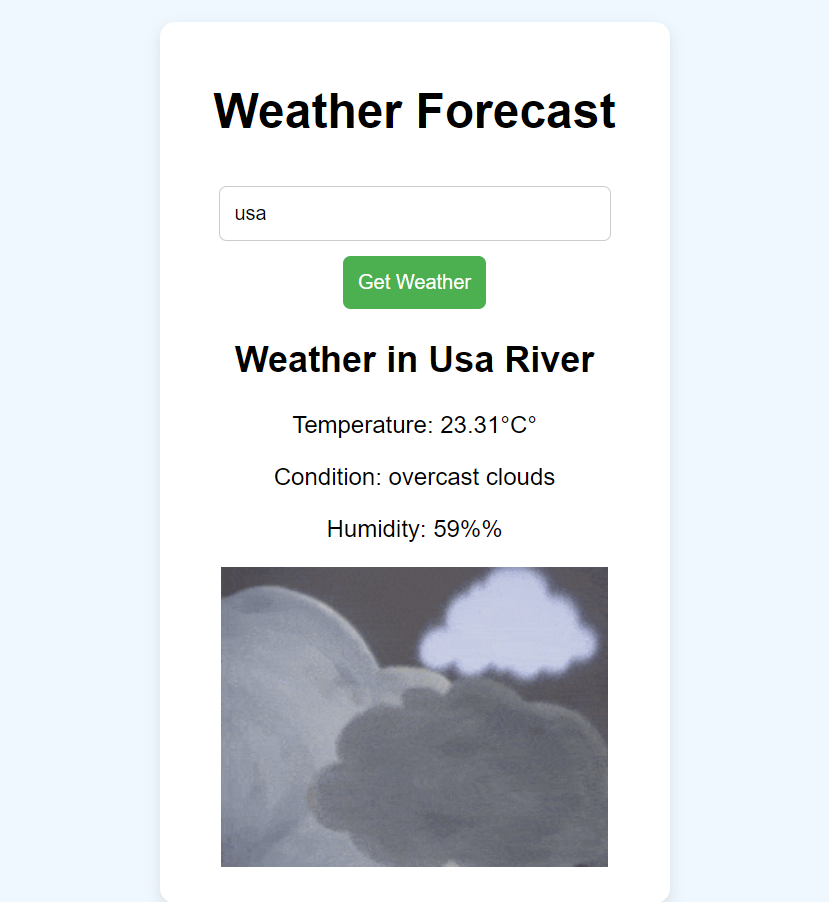 Weather Forecast
usa
Get Weather
Weather in Usa River
Temperature: 23.31°C°
Condition: overcast clouds
Humidity: 59%%